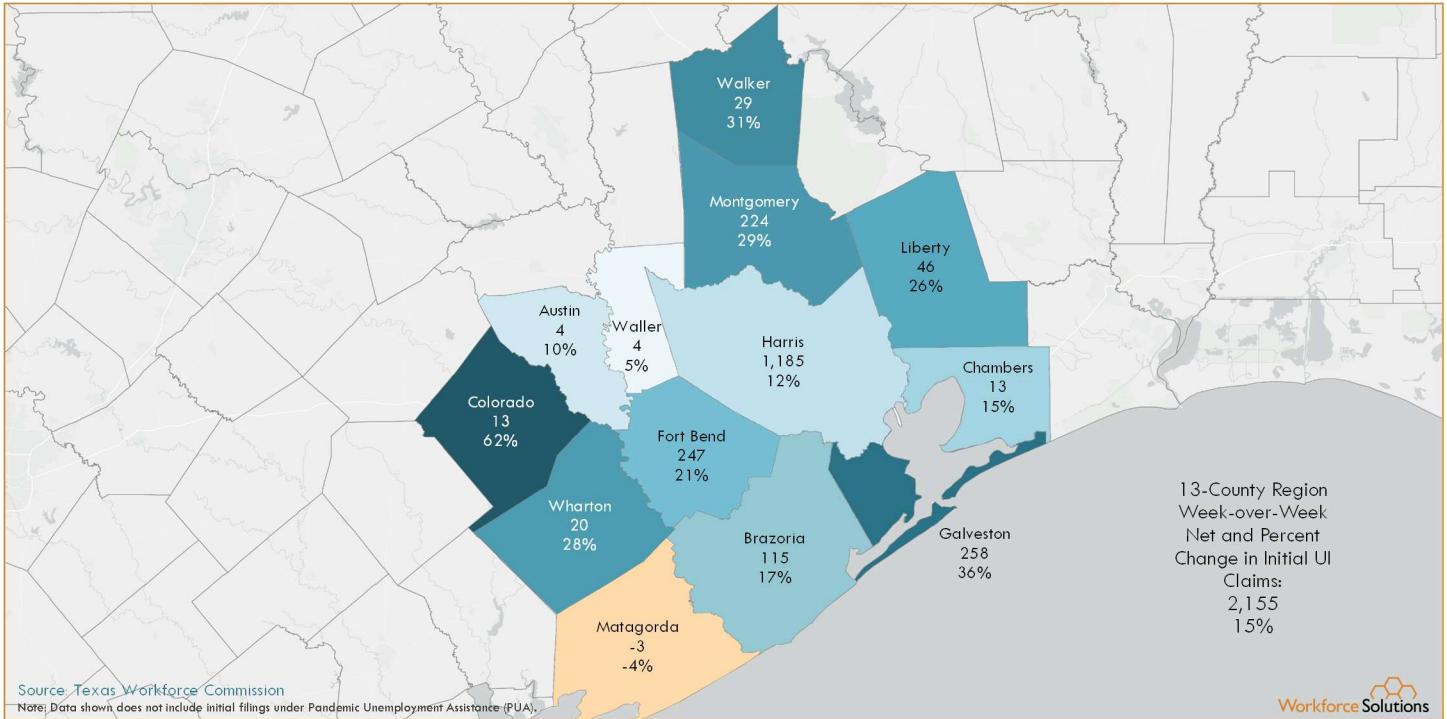 Walker
29
31%
Montgomery
224
29%
Liberty
46
26%
Austin
4
10%
Waller
4
5%
Harris
1,185
12%
Chambers
13
15%
Colorado
13
62%
Fort Bend
247
21%
Wharton
20
28%
Brazoria
115
17%
Galveston
258
36%
Matagorda
-3
-4%
13-County Region
Week-over-Week
Net and Percent
Change in Initial UI
Claims:
2,155
15%
Source: Texas Workforce Commission
Note: Data shown does not include initial filings under Pandemic Unemployment Assistance (PUA).
Workforce Solutions